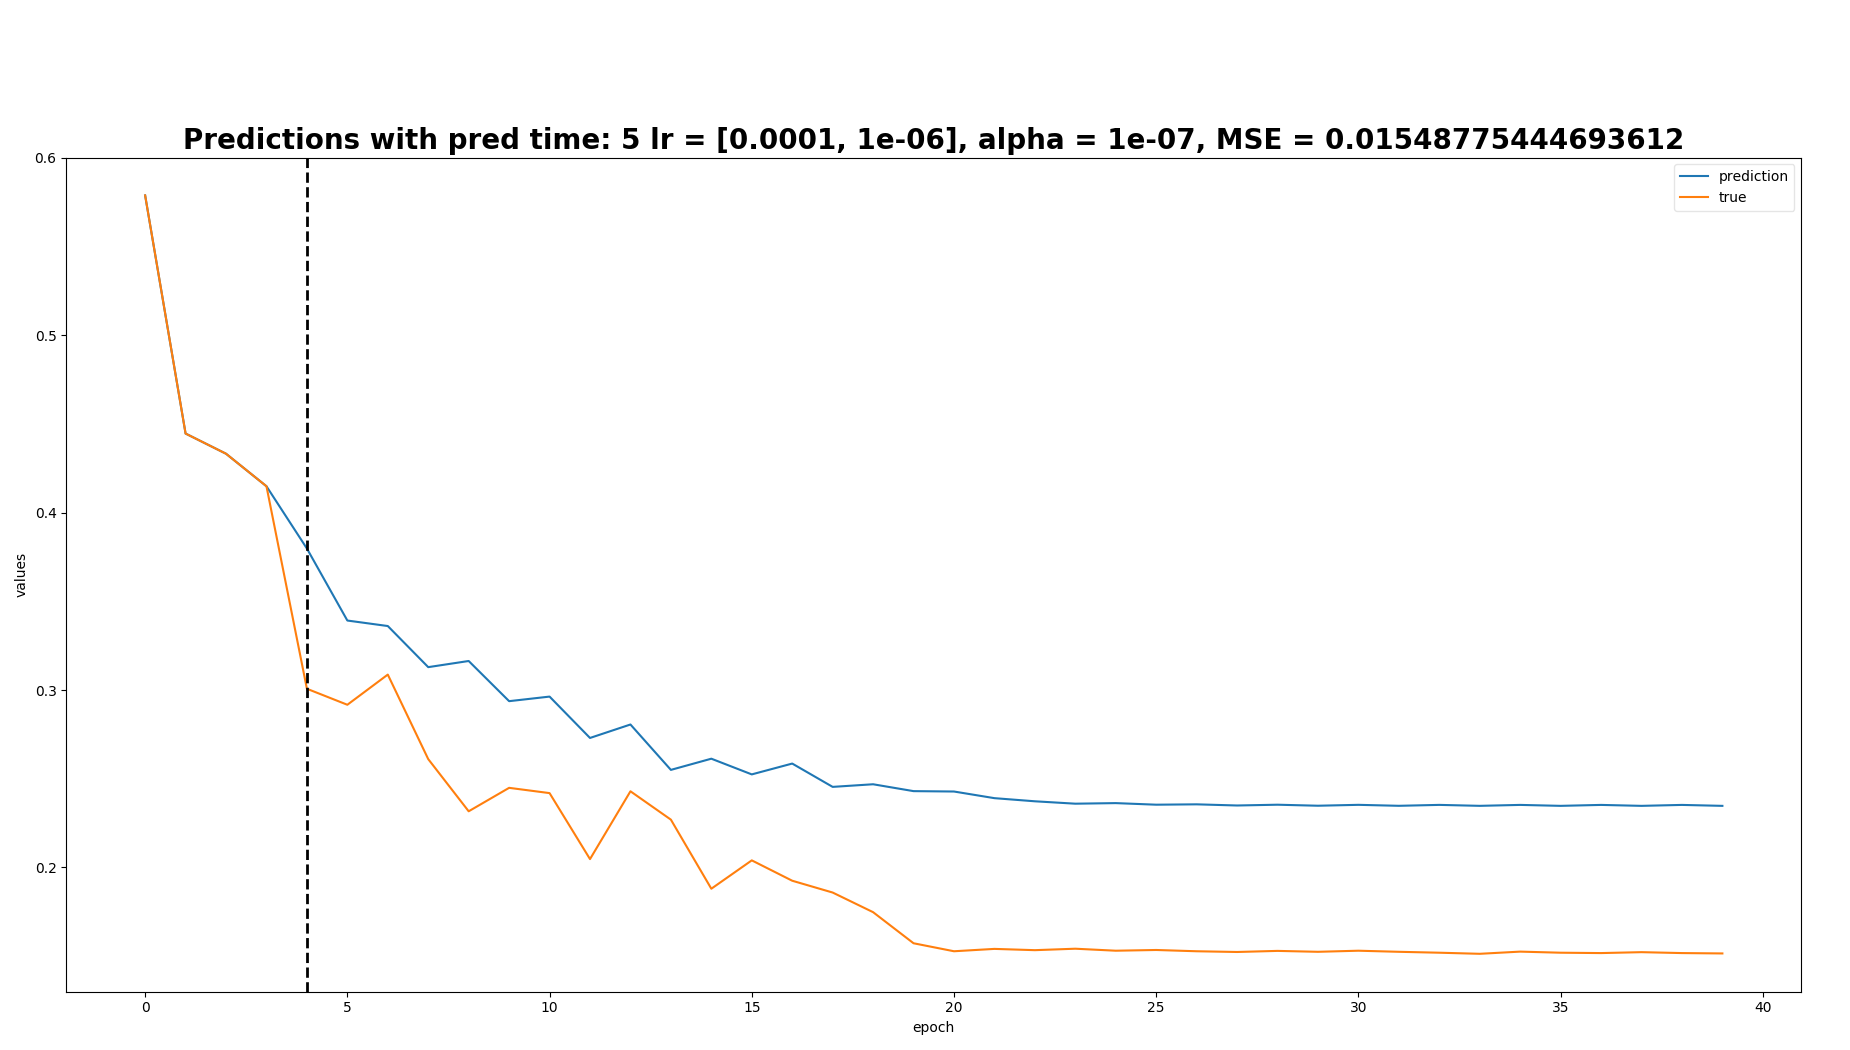 Predictions with pred time: 5 lr = [0.0001, 1e-06], alpha = 1e-07, MSE = 0.01548775444693612
prediction
true
values
0.6
0.5
0.4
0.3
0.2
0 5 10 15 20 25 30 35 40
epoch